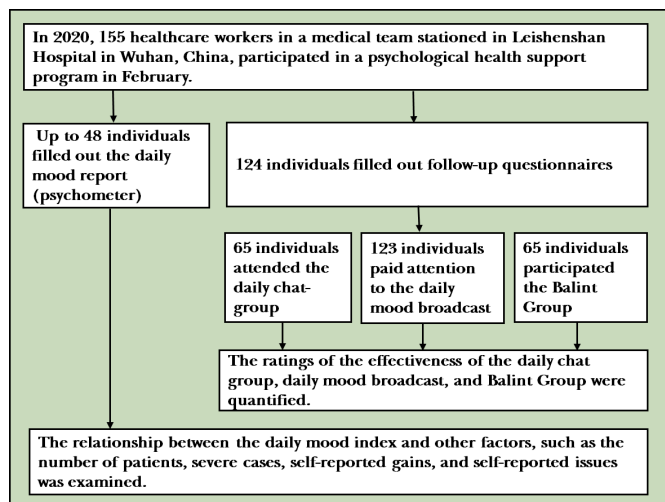 In 2020, 155 healthcare workers in a medical team stationed in Leishenshan
Hospital in Wuhan, China, participated in a psychological health support
program in February.
Up to 48 individuals
filled out the daily
mood report
(psychometer)
124 individuals filled out follow-up questionnaires
65 individuals
attended the
daily chat-
group
123 individuals
paid attention
to the daily
mood broadcast
65 individuals
participated
the Balint
Group
The ratings of the effectiveness of the daily chat
group, daily mood broadcast, and Balint Group were
quantified.
The relationship between the daily mood index and other factors, such as the
number of patients, severe cases, self-reported gains, and self-reported issues
was examined.